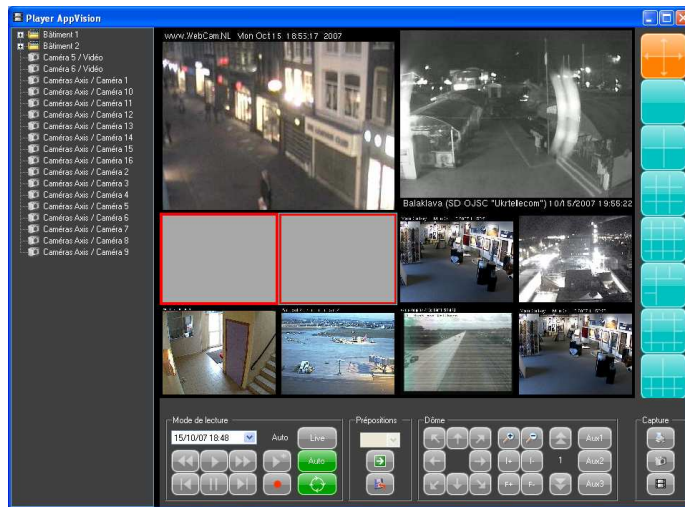 Player AppVision
Bâtiment 1
Bâtiment 2
Caméra 5 / Vidéo
Caméra 6 / Vidéo
Caméras Axis / Caméra 1
Caméras Axis / Caméra 10
Caméras Axis / Caméra 11
Caméras Axis / Caméra 12
Caméras Axis / Caméra 13
Caméras Axis / Caméra 14
Caméras Axis / Caméra 15
Caméras Axis / Caméra 16
Caméras Axis / Caméra 2
Caméras Axis / Caméra 3
Caméras Axis / Caméra 4
Caméras Axis / Caméra 5
Caméras Axis / Caméra 6
Caméras Axis / Caméra 7
Caméras Axis / Caméra 8
Caméras Axis / Caméra 9
www.WebCam.NL Mon Oct 15 18:55:17 2007
Balaklava (SD OJSC "Ukrtelecom") 10/15/2007 19:55:22
Mode de lecture
15/10/07 18:48
Auto
Live
Auto
Prépositions
Dôme
I+
I-
1
F+
F-
Aux1
Aux2
Aux3
Capture